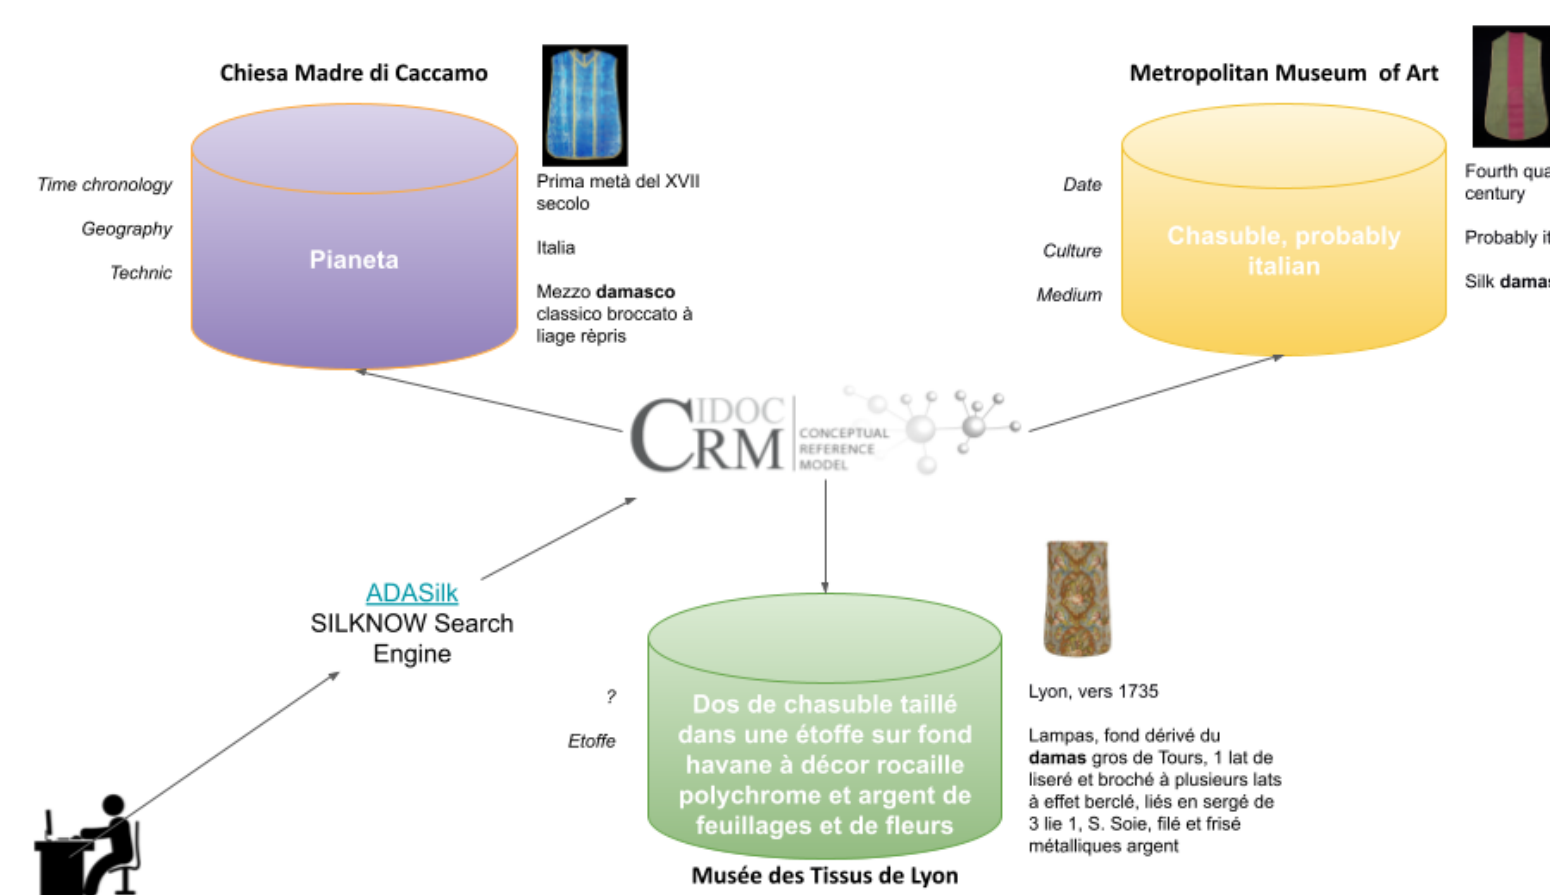 Chiesa Madre di Caccamo
Time chronology
Geography
Technic
Pianeta
Prima metà del XVII
secolo
Italia
Mezzo damasco
classico broccato à
liage rèpris
Metropolitan Museum of Art
Date
Culture
Medium
Chasuble, probably
italian
Fourth
century
Probably
Silk
CIDOC
CRM
CONCEPTUAL
REFERENCE
MODEL
ADASilk
SILKNOW Search
Engine
?
Etoffe
Dos de chasuble taillé
dans une étoffe sur fond
havane à décor rocaille
polychrome et argent de
feuillages et de fleurs
Musée des Tissus de Lyon
Lyon, vers 1735
Lampas, fond dérivé du
damas gros de Tours, 1 lat de
liseré et broché à plusieurs lats
à effet berclé, liés en sergé de
3 lie 1, S. Soie, filé et frisé
métalliques argent